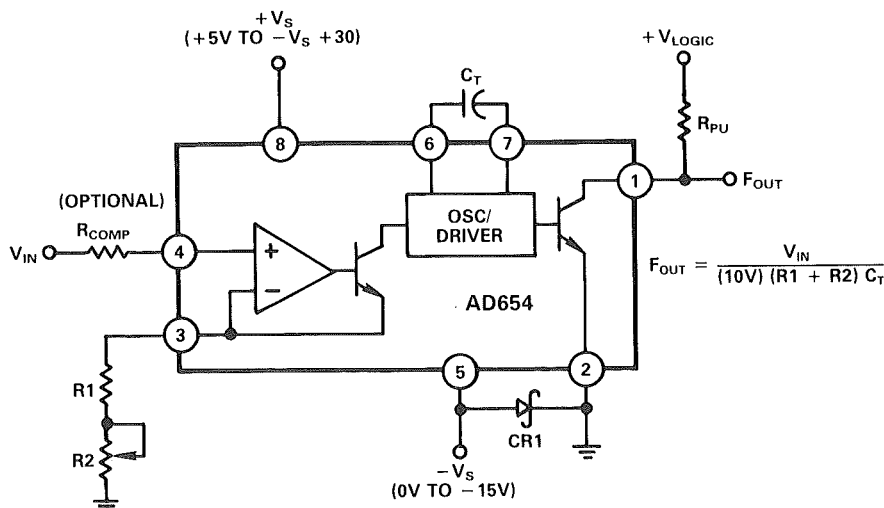 +VS
(+5V TO −VS +30)
CT
+VLOGIC
RPU
8
6
7
1
FOUT
(OPTIONAL)
RCOMP
VIN
4
+
−
OSC/
DRIVER
AD654
FOUT = VIN / (10V) (R1 + R2) CT
3
5
2
R1
R2
CR1
−VS
(0V TO −15V)